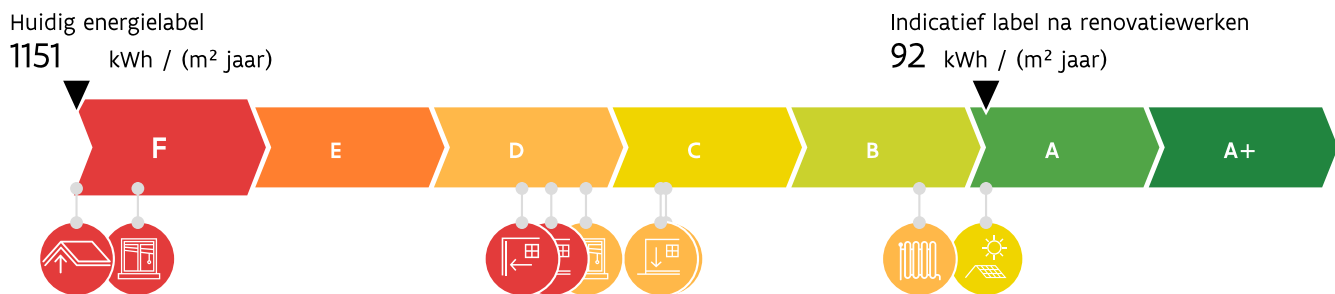 Huidig energielabel
1151 kWh / (m² jaar)
Indicatief label na renovatiewerken
92 kWh / (m² jaar)
F E D C B A A+